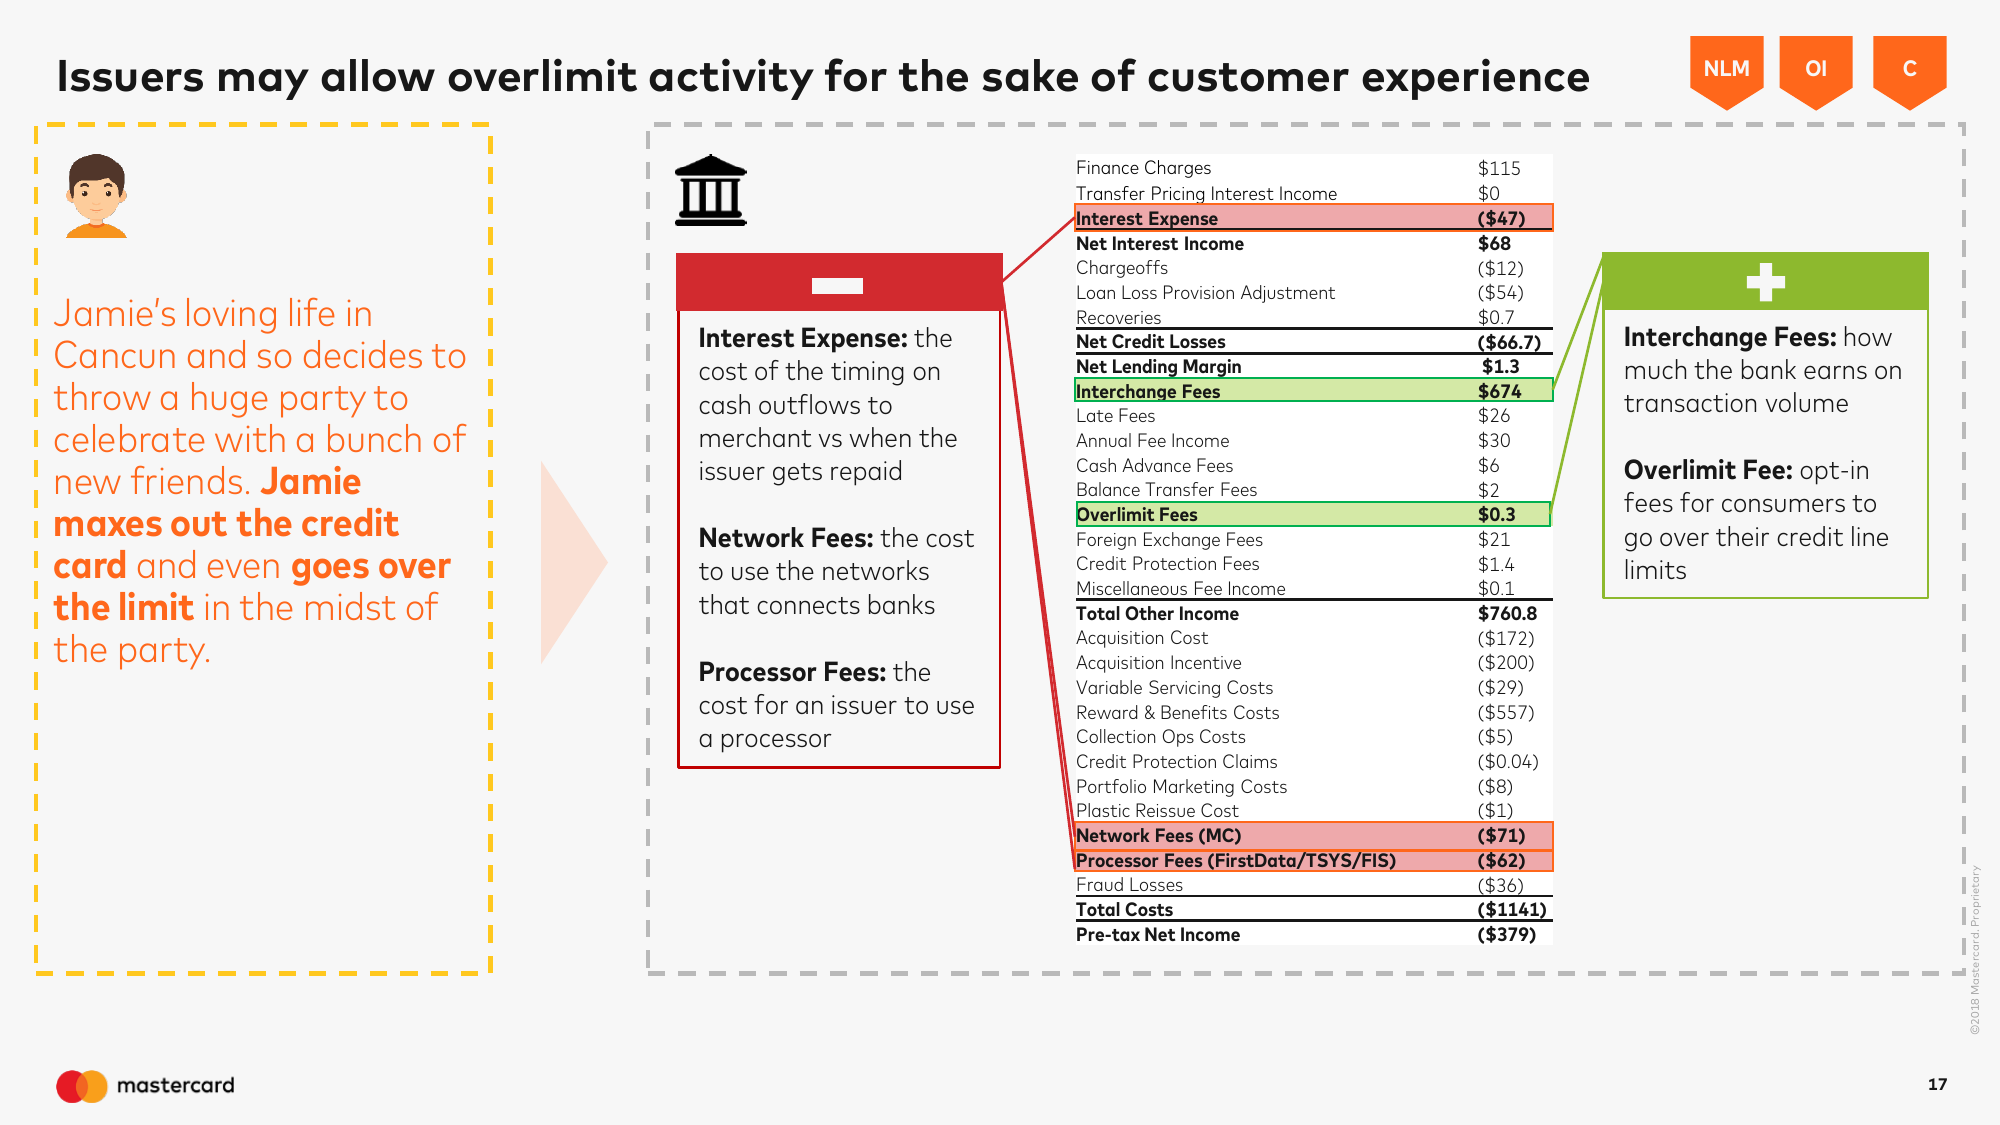 Issuers may allow overlimit activity for the sake of customer experience
NLM
OI
C
Jamie's loving life in
Cancun and so decides to
throw a huge party to
celebrate with a bunch of
new friends. Jamie
maxes out the credit
card and even goes over
the limit in the midst of
the party.
Interest Expense: the
cost of the timing on
cash outflows to
merchant vs when the
issuer gets repaid
Network Fees: the cost
to use the networks
that connects banks
Processor Fees: the
cost for an issuer to use
a processor
Finance Charges $115
Transfer Pricing Interest Income $0
Interest Expense ($47)
Net Interest Income $68
Chargeoffs ($12)
Loan Loss Provision Adjustment ($54)
Recoveries $0.7
Net Credit Losses ($66.7)
Net Lending Margin $1.3
Interchange Fees $674
Late Fees $26
Annual Fee Income $30
Cash Advance Fees $6
Balance Transfer Fees $2
Overlimit Fees $0.3
Foreign Exchange Fees $21
Credit Protection Fees $1.4
Miscellaneous Fee Income $0.1
Total Other Income $760.8
Acquisition Cost ($172)
Acquisition Incentive ($200)
Variable Servicing Costs ($29)
Reward & Benefits Costs ($557)
Collection Ops Costs ($5)
Credit Protection Claims ($0.04)
Portfolio Marketing Costs ($8)
Plastic Reissue Cost ($1)
Network Fees (MC) ($71)
Processor Fees (FirstData/TSYS/FIS) ($62)
Fraud Losses ($36)
Total Costs ($1141)
Pre-tax Net Income ($379)
Interchange Fees: how
much the bank earns on
transaction volume
Overlimit Fee: opt-in
fees for consumers to
go over their credit line
limits
©2018 Mastercard. Proprietary
mastercard
17